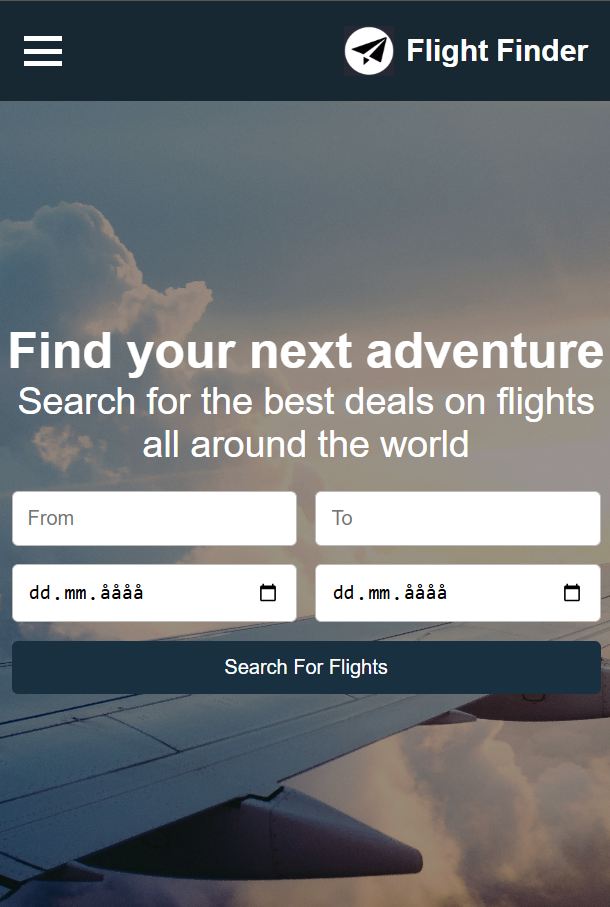 Flight Finder
Find your next adventure
Search for the best deals on flights
all around the world
From
To
dd.mm.åååå
dd.mm.åååå
Search For Flights